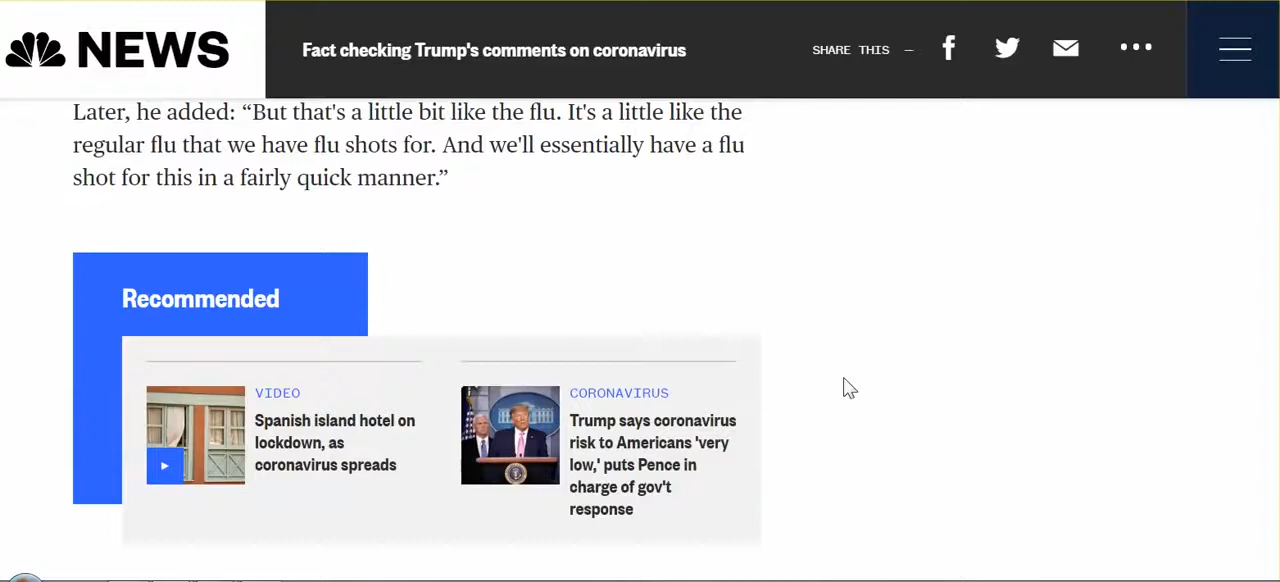 NEWS
Fact checking Trump's comments on coronavirus
SHARE THIS —
Later, he added: “But that's a little bit like the flu. It's a little like the
regular flu that we have flu shots for. And we'll essentially have a flu
shot for this in a fairly quick manner.”
Recommended
VIDEO
Spanish island hotel on
lockdown, as
coronavirus spreads
CORONAVIRUS
Trump says coronavirus
risk to Americans 'very
low,' puts Pence in
charge of gov't
response